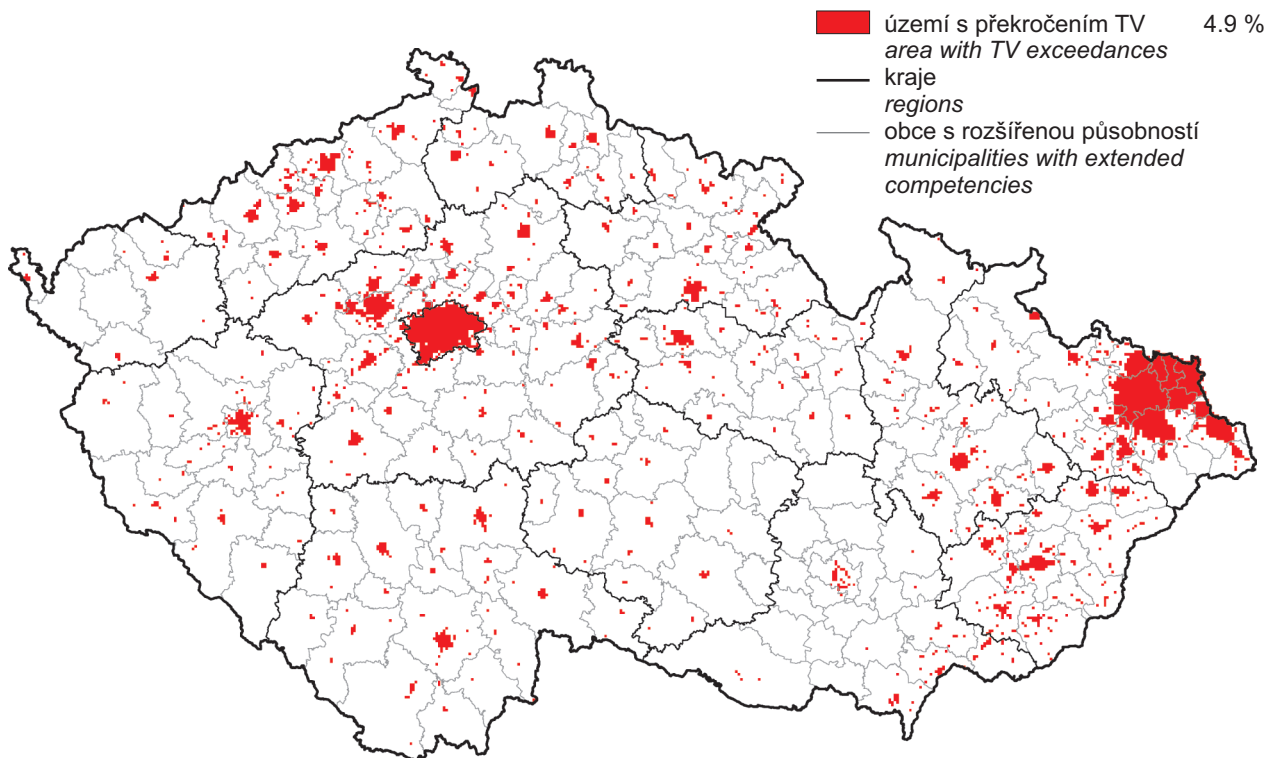 území s překročením TV 4.9 %
area with TV exceedances
kraje
regions
obce s rozšířenou působností
municipalities with extended
competencies